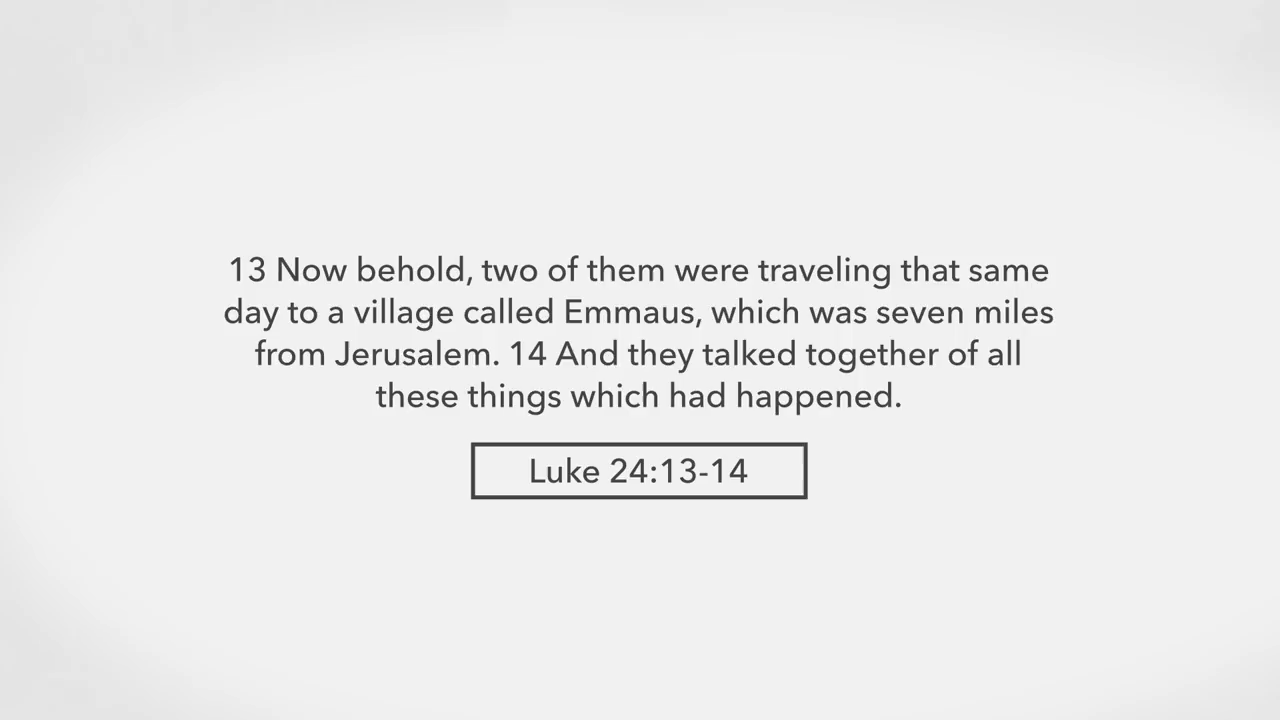 13 Now behold, two of them were traveling that same
day to a village called Emmaus, which was seven miles
from Jerusalem. 14 And they talked together of all
these things which had happened.
Luke 24:13-14